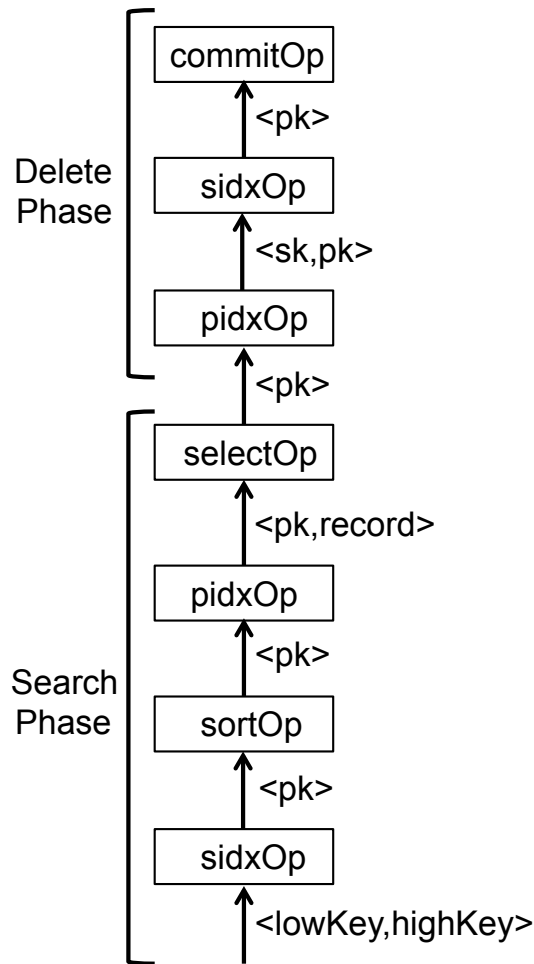 commitOp
<pk>
sidxOp
Delete
Phase
<sk,pk>
pidxOp
<pk>
selectOp
<pk,record>
pidxOp
<pk>
Search
Phase
sortOp
<pk>
sidxOp
<lowKey,highKey>